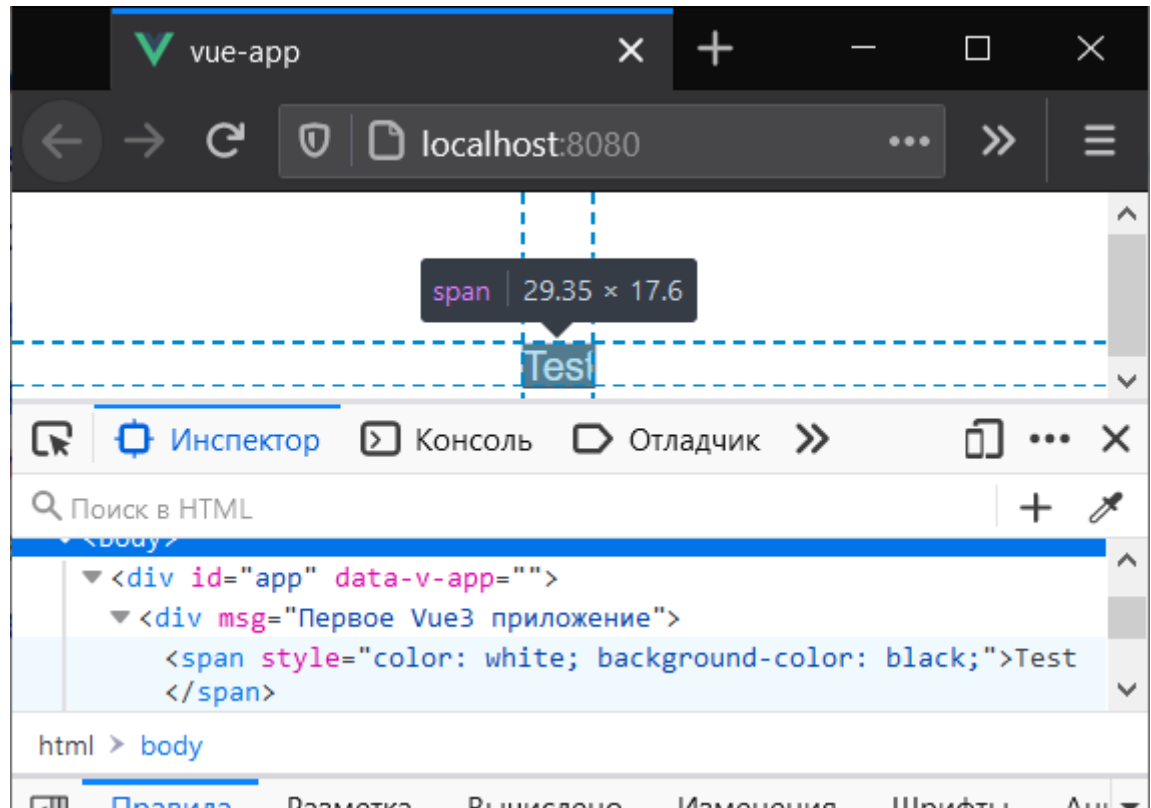 vue-app
localhost:8080
span 29.35 × 17.6
Test
Инспектор Консоль Отладчик
Поиск в HTML
<body>
<div id="app" data-v-app="">
<div msg="Первое Vue3 приложение">
<span style="color: white; background-color: black;">Test
</span>
html > body
Правила Разметка Вычислено Изменения Шрифты